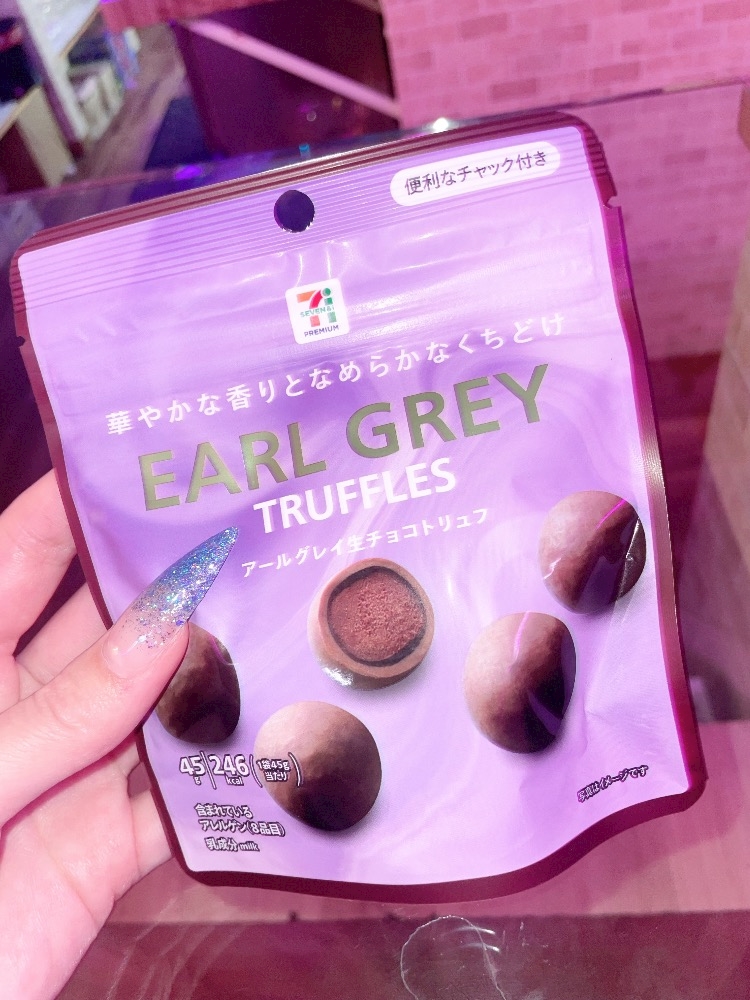 便利なチャック付き
SEVEN&i
PREMIUM
華やかな香りとなめらかなくちどけ
EARL GREY
TRUFFLES
アールグレイ生チョコトリュフ
45g 246kcal (1袋45g当たり)
写真はイメージです
含まれている
アレルゲン(8品目)
乳成分 milk